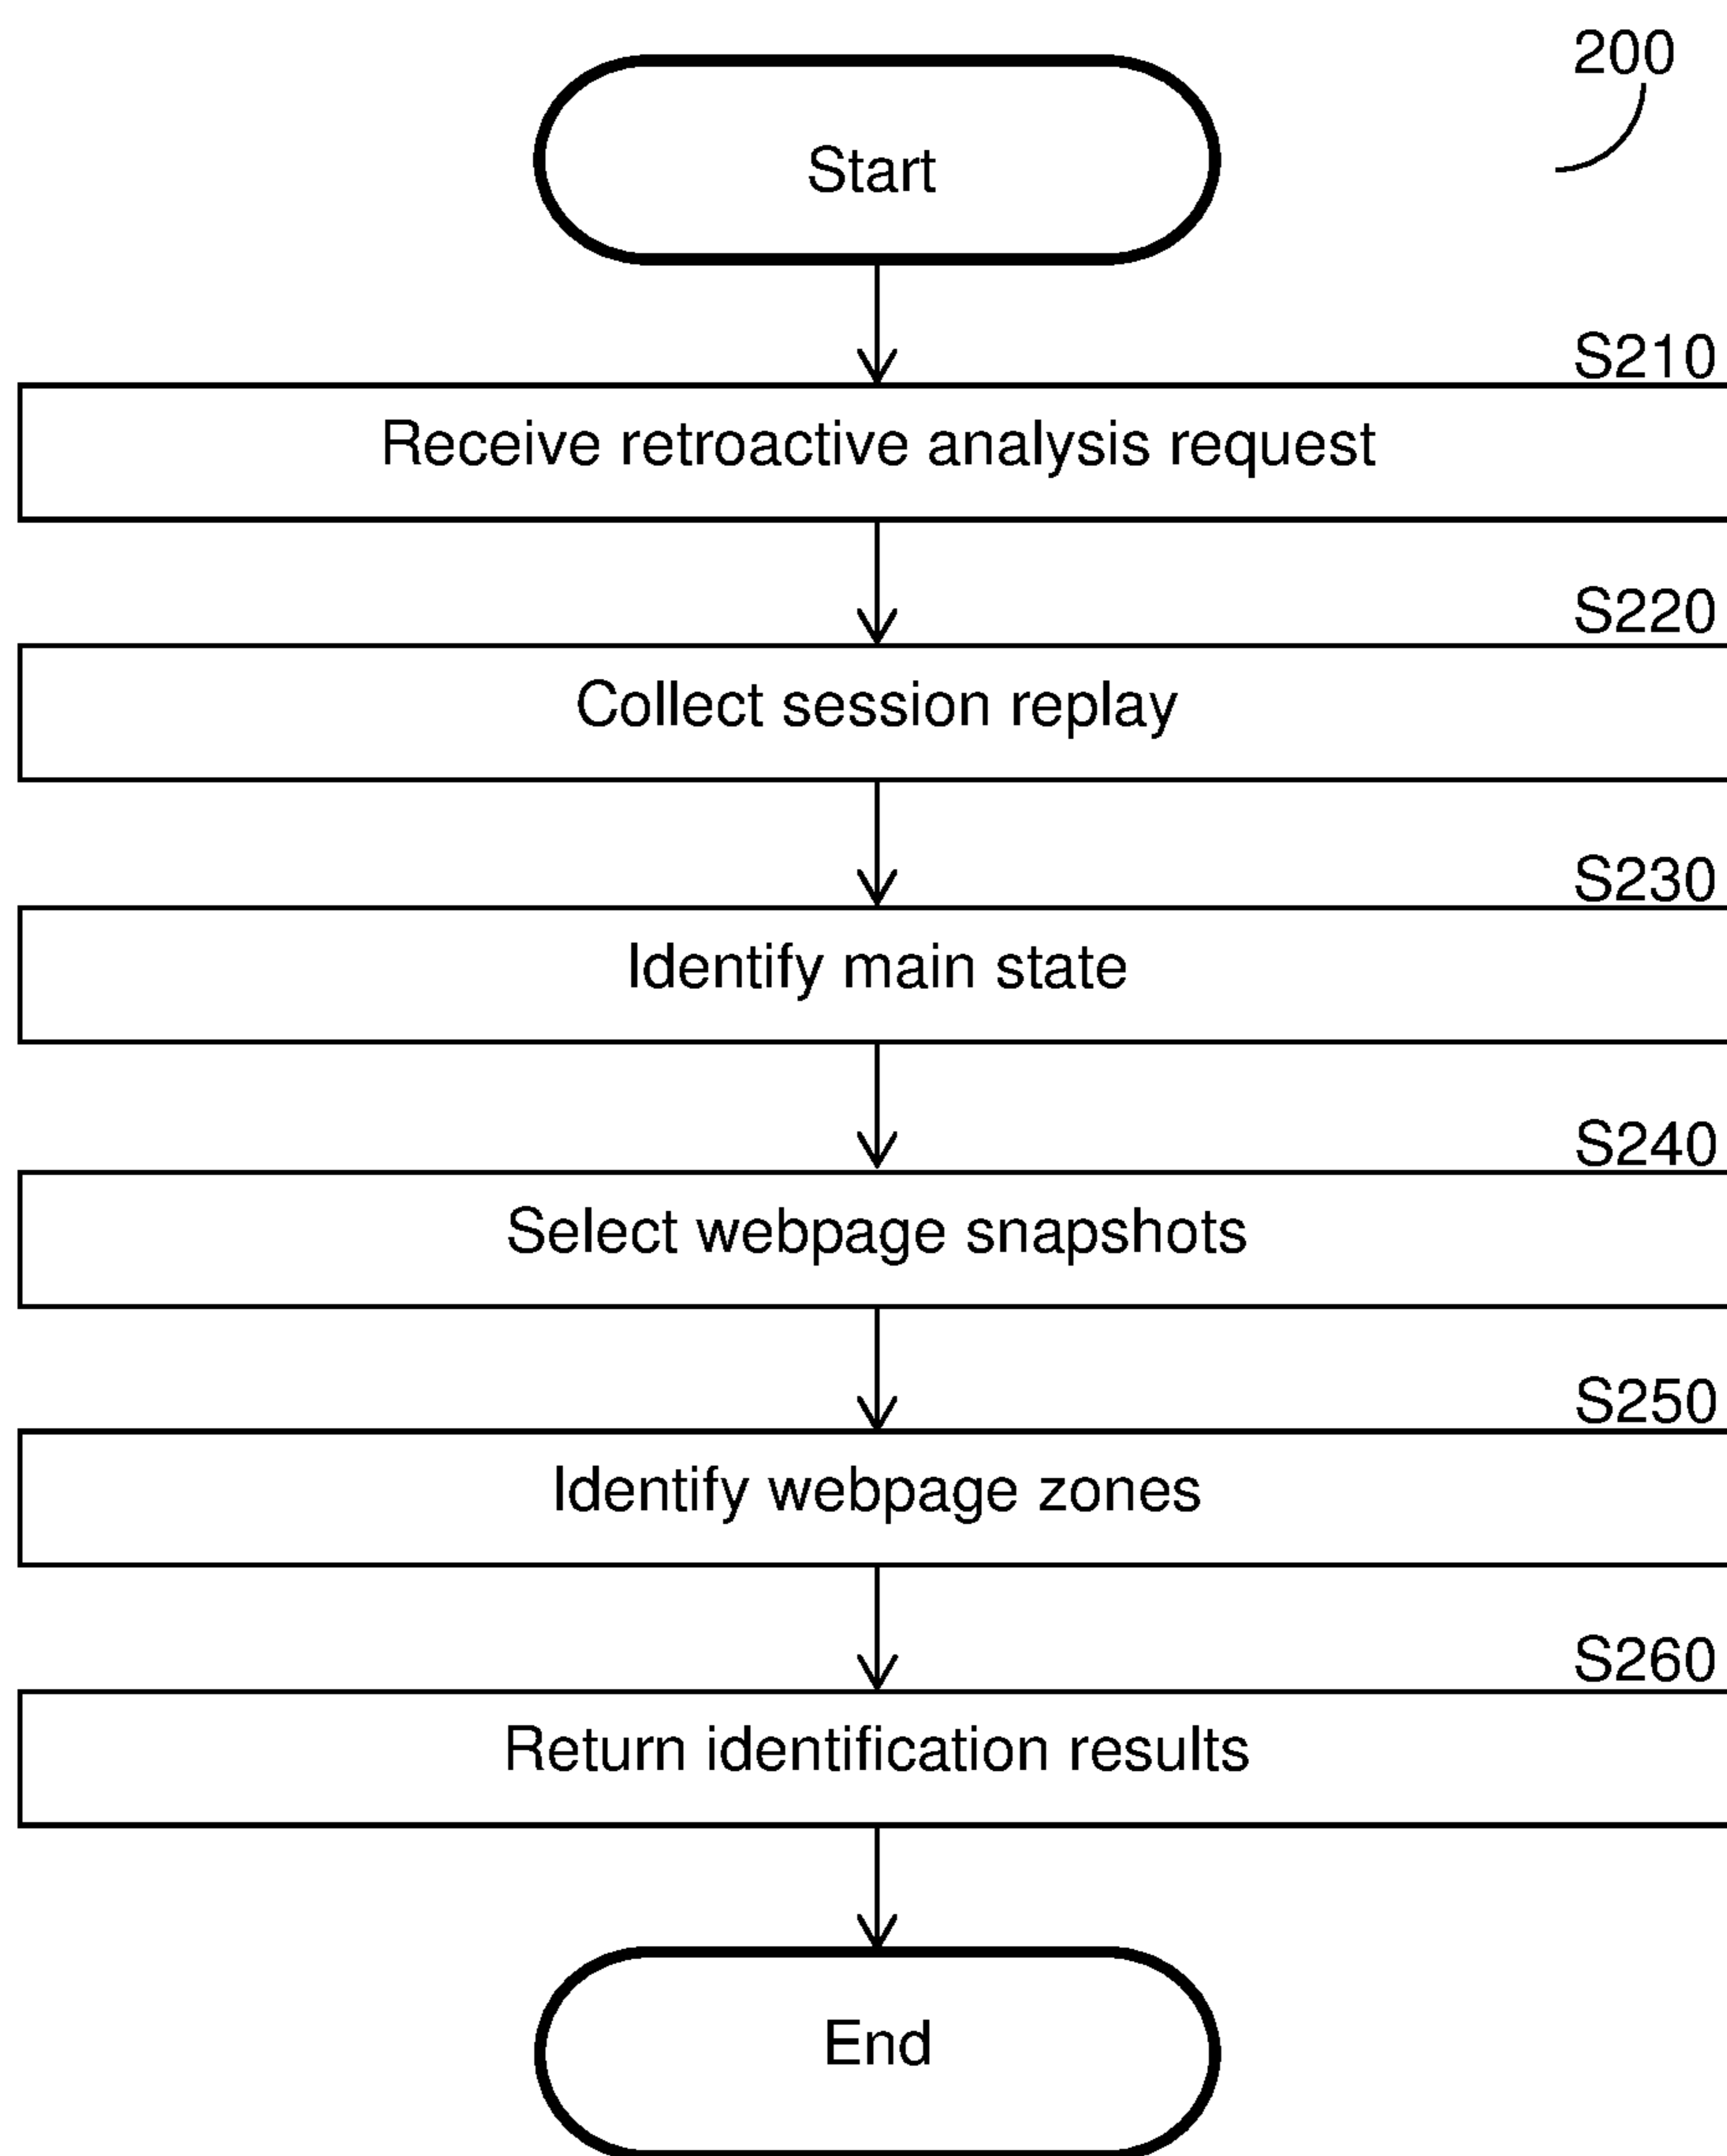 200
Start
S210
Receive retroactive analysis request
S220
Collect session replay
S230
Identify main state
S240
Select webpage snapshots
S250
Identify webpage zones
S260
Return identification results
End